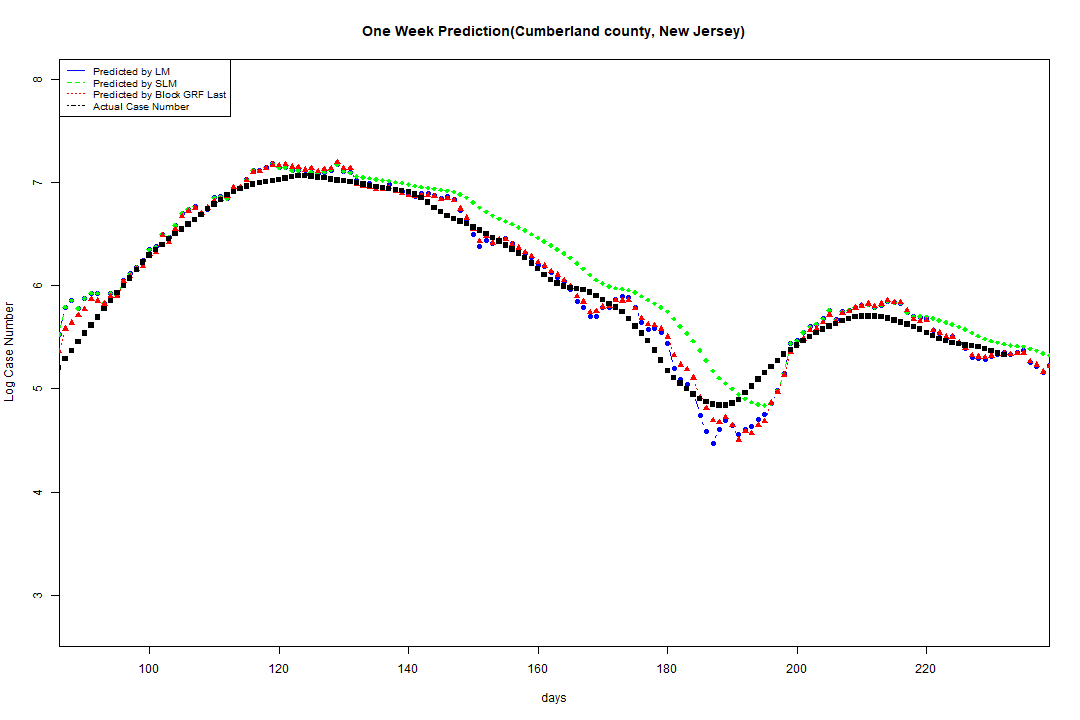 One Week Prediction(Cumberland county, New Jersey)
Predicted by LM
Predicted by SLM
Predicted by Block GRF Last
Actual Case Number
8
7
6
5
4
3
Log Case Number
100 120 140 160 180 200 220
days